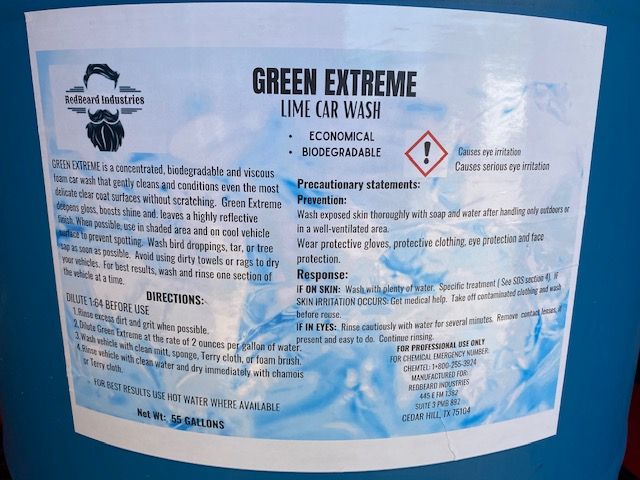 RedBeard Industries
GREEN EXTREME
LIME CAR WASH
• ECONOMICAL
• BIODEGRADABLE
Causes eye irritation
Causes serious eye irritation
GREEN EXTREME is a concentrated, biodegradable and viscous
foam car wash that gently cleans and conditions even the most
delicate clear coat surfaces without scratching. Green Extreme
deepens gloss, boosts shine and. leaves a highly reflective
finish. When possible, use in shaded area and on cool vehicle
surface to prevent spotting. Wash bird droppings, tar, or tree
sap as soon as possible. Avoid using dirty towels or rags to dry
your vehicles. For best results, wash and rinse one section of
the vehicle at a time.
DIRECTIONS:
DILUTE 1:64 BEFORE USE
1.Rinse excess dirt and grit when possible.
2.Dilute Green Extreme at the rate of 2 ounces per gallon of water.
3.Wash vehicle with clean mitt, sponge, Terry cloth, or foam brush.
4.Rinse vehicle with clean water and dry immediately with chamois
or Terry cloth.
FOR BEST RESULTS USE HOT WATER WHERE AVAILABLE
Net Wt: 55 GALLONS
Precautionary statements:
Prevention:
Wash exposed skin thoroughly with soap and water after handling only outdoors or
in a well-ventilated area.
Wear protective gloves, protective clothing, eye protection and face
protection.
Response:
IF ON SKIN: Wash with plenty of water. Specific treatment ( See SDS section 4). IF
SKIN IRRITATION OCCURS: Get medical help. Take off contaminated clothing and wash
before rouse.
IF IN EYES: Rinse cautiously with water for several minutes. Remove contact lenses, if
present and easy to do. Continue rinsing.
FOR PROFESSIONAL USE ONLY
FOR CHEMICAL EMERGENCY NUMBER:
CHEMTEL: 1+800-255-3924
MANUFACTURED FOR:
REDBEARD INDUSTRIES
445 E FM 1382
SUITE 3 PMB 892
CEDAR HILL, TX 75104